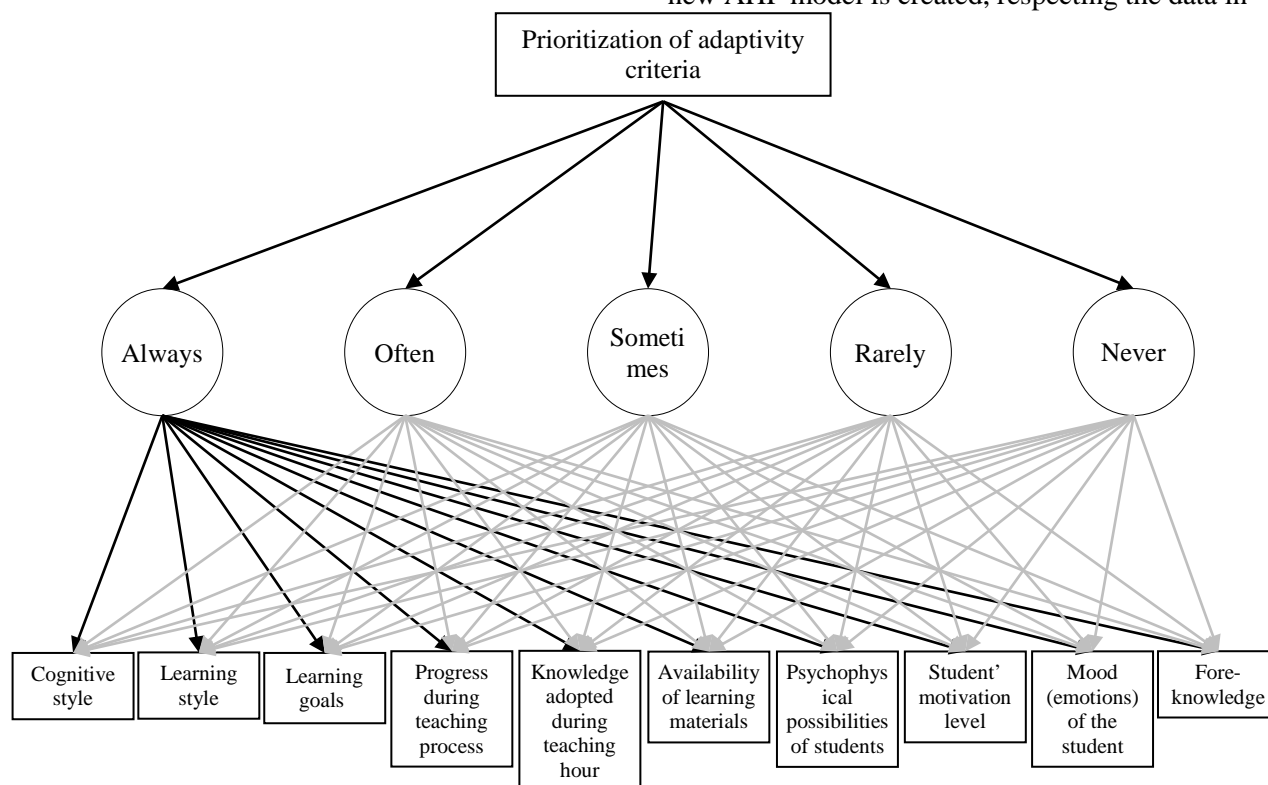 new AHP model is created, respecting the data in
Prioritization of adaptivity
criteria
Always
Often
Someti
mes
Rarely
Never
Cognitive
style
Learning
style
Learning
goals
Progress
during
teaching
process
Knowledge
adopted
during
teaching
hour
Availability
of learning
materials
Psychophys
ical
possibilities
of students
Student’
motivation
level
Mood
(emotions)
of the
student
Fore-
knowledge